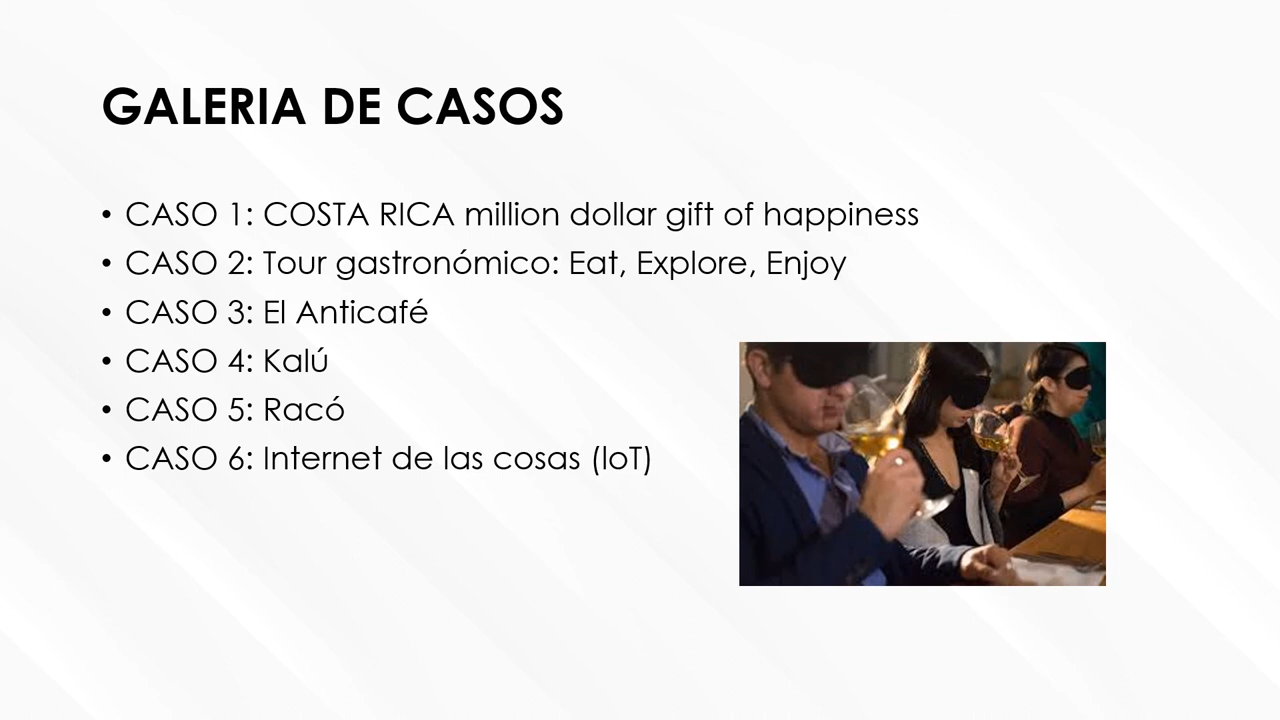 GALERIA DE CASOS
• CASO 1: COSTA RICA million dollar gift of happiness
• CASO 2: Tour gastronómico: Eat, Explore, Enjoy
• CASO 3: El Anticafé
• CASO 4: Kalú
• CASO 5: Racó
• CASO 6: Internet de las cosas (IoT)